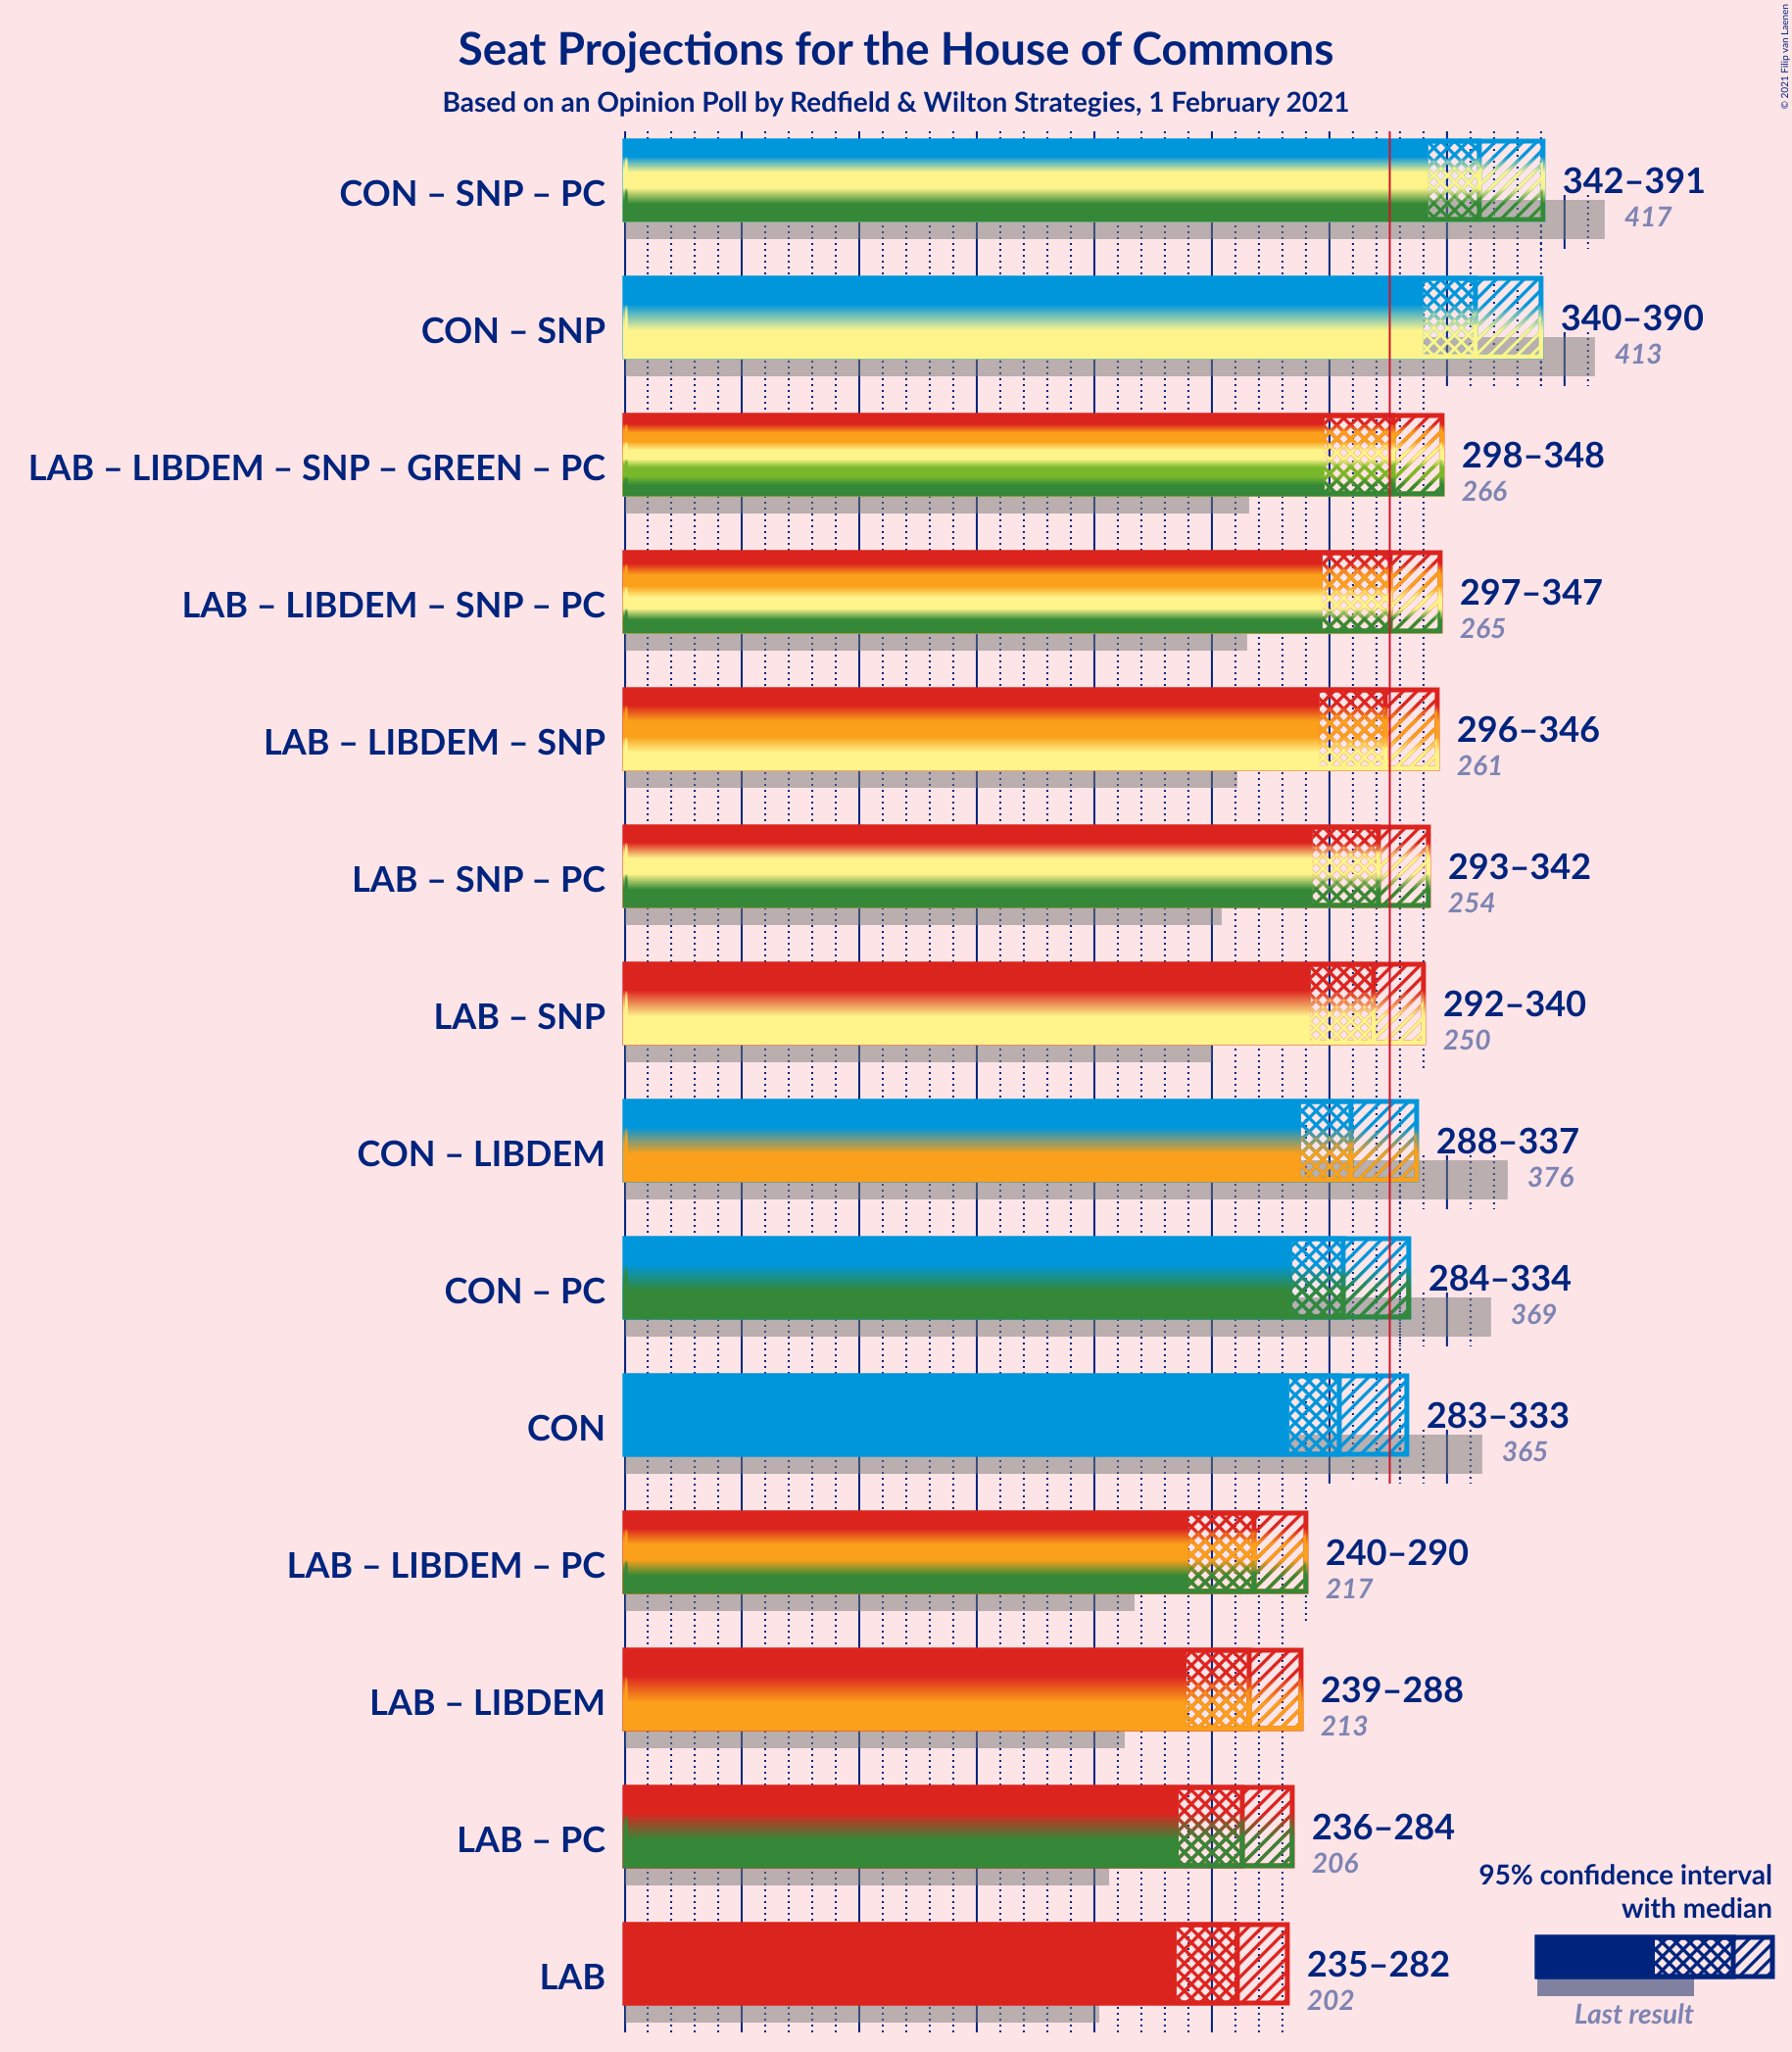 Seat Projections for the House of Commons
Based on an Opinion Poll by Redfield & Wilton Strategies, 1 February 2021
© 2021 Filip van Laenen
CON – SNP – PC
342–391
417
CON – SNP
340–390
413
LAB – LIBDEM – SNP – GREEN – PC
298–348
266
LAB – LIBDEM – SNP – PC
297–347
265
LAB – LIBDEM – SNP
296–346
261
LAB – SNP – PC
293–342
254
LAB – SNP
292–340
250
CON – LIBDEM
288–337
376
CON – PC
284–334
369
CON
283–333
365
LAB – LIBDEM – PC
240–290
217
LAB – LIBDEM
239–288
213
LAB – PC
236–284
206
LAB
235–282
202
95% confidence interval
with median
Last result